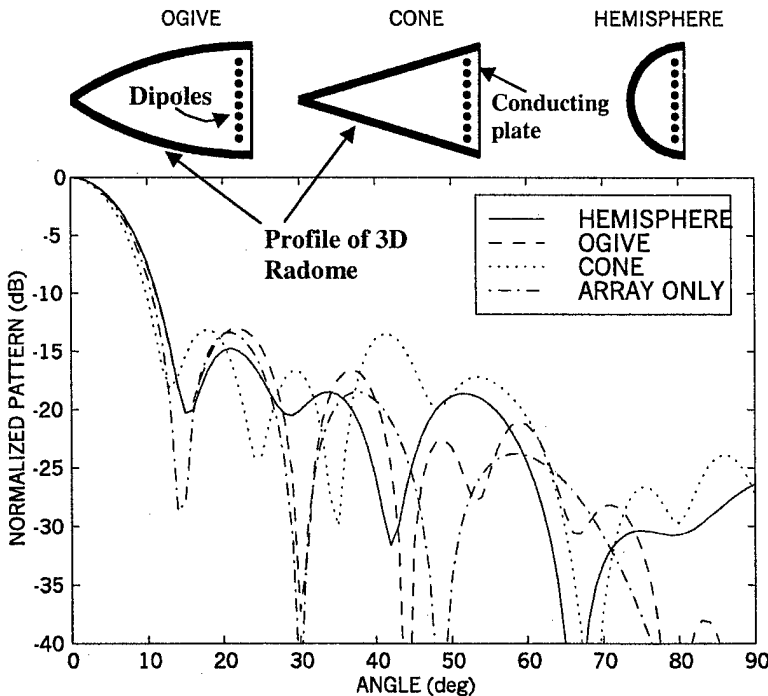 OGIVE
CONE
HEMISPHERE
Dipoles
Conducting
plate
Profile of 3D
Radome
HEMISPHERE
OGIVE
CONE
ARRAY ONLY
NORMALIZED PATTERN (dB)
0
-5
-10
-15
-20
-25
-30
-35
-40
0
10
20
30
40
50
60
70
80
90
ANGLE (deg)